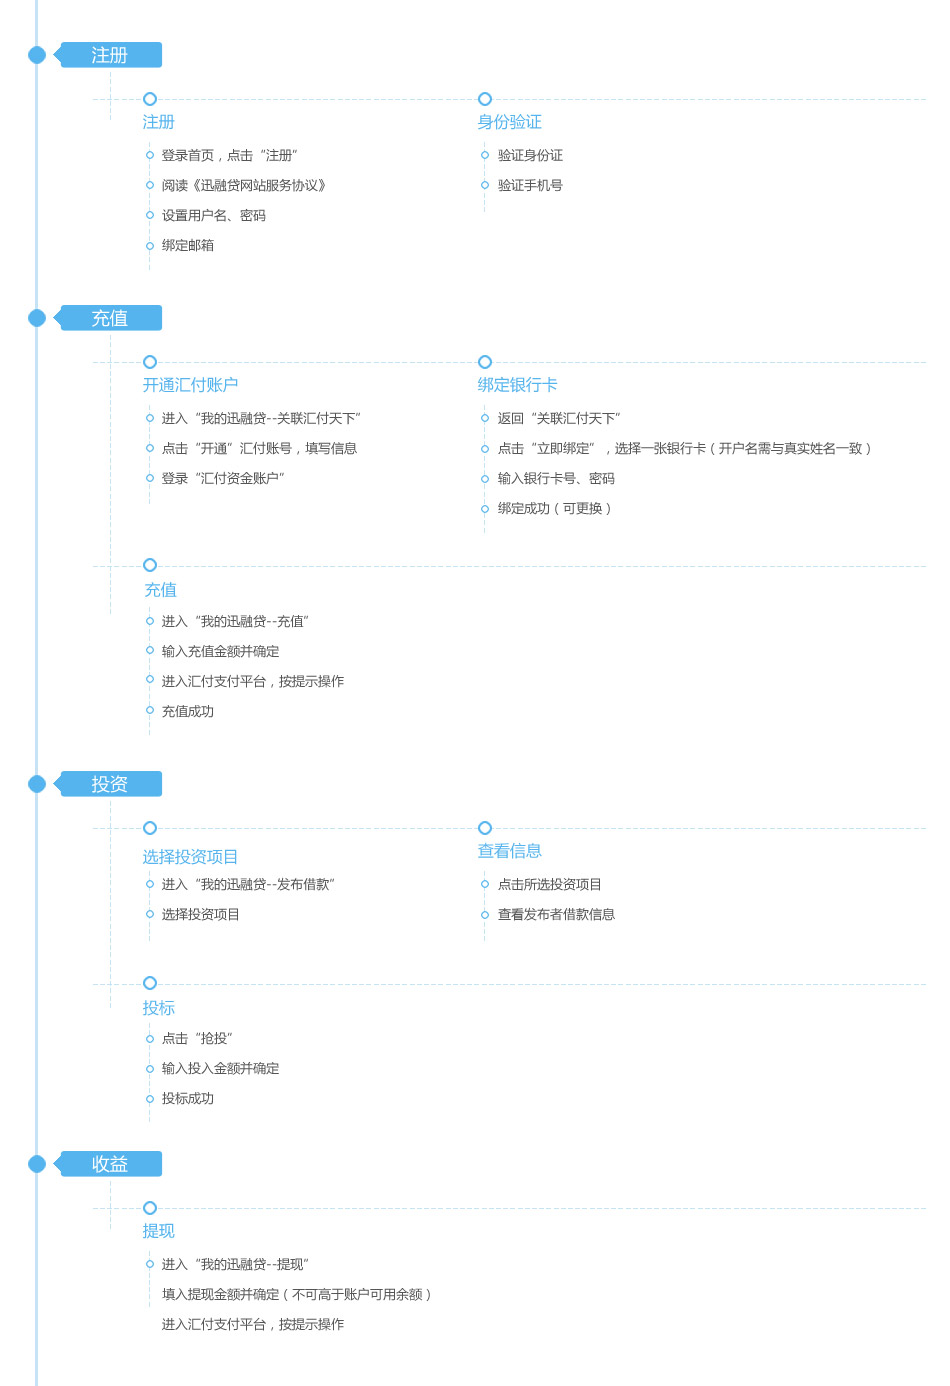 注册
注册
登录首页，点击“注册”
阅读《迅融贷网站服务协议》
设置用户名、密码
绑定邮箱
身份验证
验证身份证
验证手机号
充值
开通汇付账户
进入“我的迅融贷--关联汇付天下”
点击“开通”汇付账号，填写信息
登录“汇付资金账户”
绑定银行卡
返回“关联汇付天下”
点击“立即绑定”，选择一张银行卡（开户名需与真实姓名一致）
输入银行卡号、密码
绑定成功（可更换）
充值
进入“我的迅融贷--充值”
输入充值金额并确定
进入汇付支付平台，按提示操作
充值成功
投资
选择投资项目
进入“我的迅融贷--发布借款”
选择投资项目
查看信息
点击所选投资项目
查看发布者借款信息
投标
点击“抢投”
输入投入金额并确定
投标成功
收益
提现
进入“我的迅融贷--提现”
填入提现金额并确定（不可高于账户可用余额）
进入汇付支付平台，按提示操作